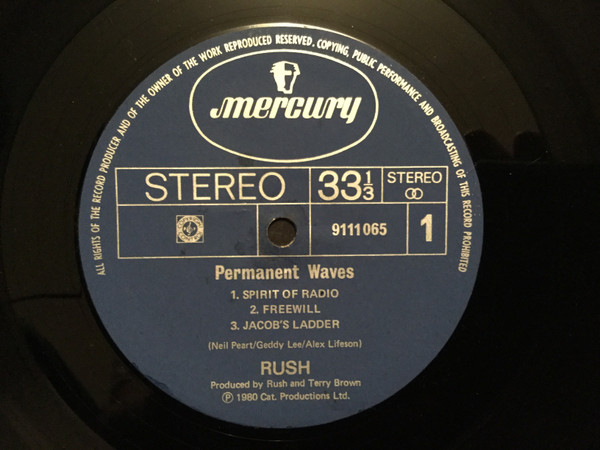 ALL RIGHTS OF THE RECORD PRODUCER AND OF THE OWNER OF THE WORK REPRODUCED RESERVED. COPYING, PUBLIC PERFORMANCE AND BROADCASTING OF THIS RECORD PROHIBITED
mercury
STEREO 33 1/3 STEREO
9111065 1
Permanent Waves
1. SPIRIT OF RADIO
2. FREEWILL
3. JACOB'S LADDER
(Neil Peart/Geddy Lee/Alex Lifeson)
RUSH
Produced by Rush and Terry Brown
℗ 1980 Cat. Productions Ltd.